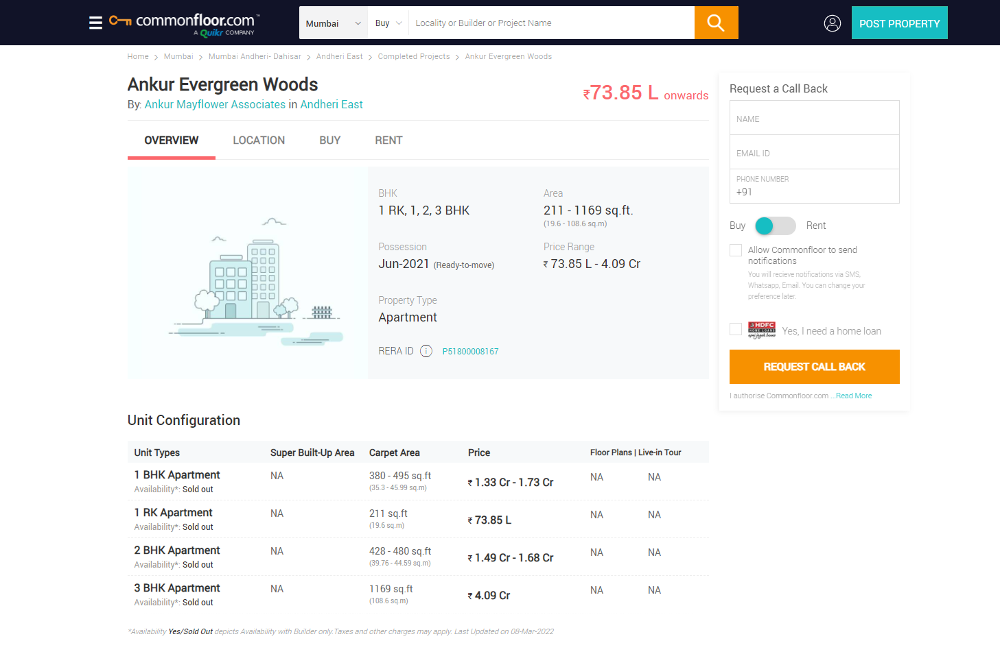 commonfloor.com™
A Quikr COMPANY
Mumbai
Buy
Locality or Builder or Project Name
POST PROPERTY
Home > Mumbai > Mumbai Andheri- Dahisar > Andheri East > Completed Projects > Ankur Evergreen Woods
Ankur Evergreen Woods
By: Ankur Mayflower Associates in Andheri East
₹73.85 L onwards
OVERVIEW LOCATION BUY RENT
BHK
1 RK, 1, 2, 3 BHK
Area
211 - 1169 sq.ft.
(19.6 - 108.6 sq.m)
Possession
Jun-2021 (Ready-to-move)
Price Range
₹ 73.85 L - 4.09 Cr
Property Type
Apartment
RERA ID i P51800008167
Request a Call Back
NAME
EMAIL ID
PHONE NUMBER
+91
Buy Rent
Allow Commonfloor to send
notifications
You will recieve notifications via SMS,
Whatsapp, Email. You can change your
preference later.
HDFC
HOME LOANS
Yes, I need a home loan
REQUEST CALL BACK
I authorise Commonfloor.com ...Read More
Unit Configuration
Unit Types Super Built-Up Area Carpet Area Price Floor Plans | Live-in Tour
1 BHK Apartment NA 380 - 495 sq.ft ₹ 1.33 Cr - 1.73 Cr NA NA
Availability*: Sold out (35.3 - 45.99 sq.m)
1 RK Apartment NA 211 sq.ft ₹ 73.85 L NA NA
Availability*: Sold out (19.6 sq.m)
2 BHK Apartment NA 428 - 480 sq.ft ₹ 1.49 Cr - 1.68 Cr NA NA
Availability*: Sold out (39.76 - 44.59 sq.m)
3 BHK Apartment NA 1169 sq.ft ₹ 4.09 Cr NA NA
Availability*: Sold out (108.6 sq.m)
*Availability Yes/Sold Out depicts Availability with Builder only.Taxes and other charges may apply. Last Updated on 08-Mar-2022